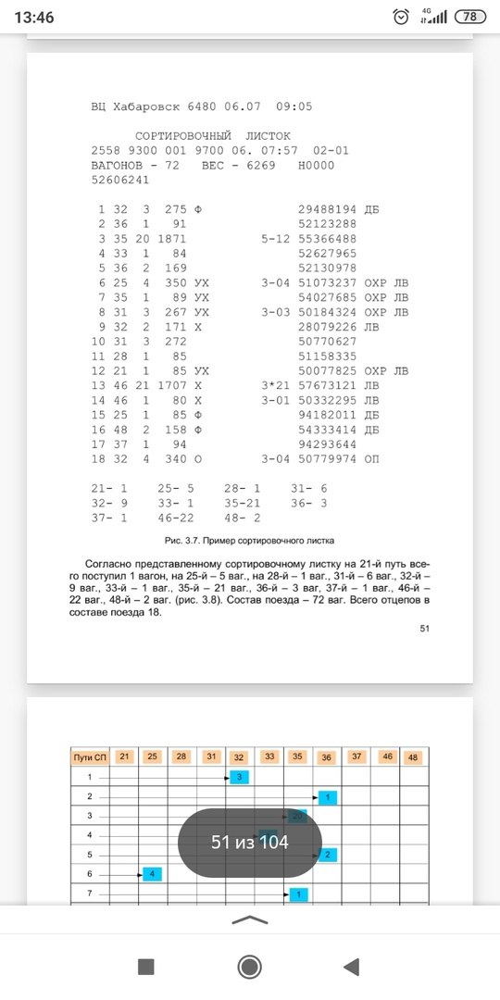 13:46
4G
78
ВЦ Хабаровск 6480 06.07 09:05
СОРТИРОВОЧНЫЙ ЛИСТОК
2558 9300 001 9700 06. 07:57 02-01
ВАГОНОВ - 72 ВЕС - 6269 Н0000
52606241
1 32 3 275 Ф 29488194 ДБ
2 36 1 91 52123288
3 35 20 1871 5-12 55366488
4 33 1 84 52627965
5 36 2 169 52130978
6 25 4 350 УХ 3-04 51073237 ОХР ЛВ
7 35 1 89 УХ 54027685 ОХР ЛВ
8 31 3 267 УХ 3-03 50184324 ОХР ЛВ
9 32 2 171 Х 28079226 ЛВ
10 31 3 272 50770627
11 28 1 85 51158335
12 21 1 85 УХ 50077825 ОХР ЛВ
13 46 21 1707 Х 3*21 57673121 ЛВ
14 46 1 80 Х 3-01 50332295 ЛВ
15 25 1 85 Ф 94182011 ДБ
16 48 2 158 Ф 54333414 ДБ
17 37 1 94 94293644
18 32 4 340 О 3-04 50779974 ОП
21- 1 25- 5 28- 1 31- 6
32- 9 33- 1 35-21 36- 3
37- 1 46-22 48- 2
Рис. 3.7. Пример сортировочного листка
Согласно представленному сортировочному листку на 21-й путь все-
го поступил 1 вагон, на 25-й – 5 ваг., на 28-й – 1 ваг., 31-й – 6 ваг., 32-й –
9 ваг., 33-й – 1 ваг., 35-й – 21 ваг., 36-й – 3 ваг, 37-й – 1 ваг., 46-й –
22 ваг., 48-й – 2 ваг. (рис. 3.8). Состав поезда – 72 ваг. Всего отцепов в
составе поезда 18.
51
Пути СП 21 25 28 31 32 33 35 36 37 46 48
1 3
2 1
3 20
4
51 из 104
5 2
6 4
7 1